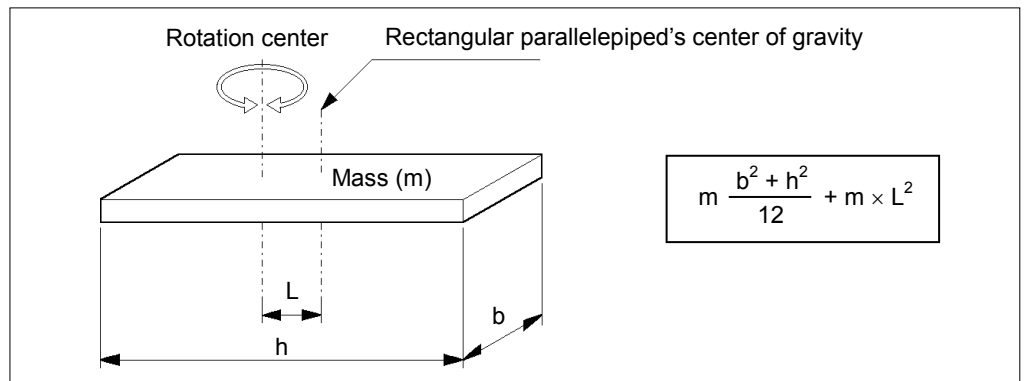 Rotation center
Rectangular parallelepiped's center of gravity
Mass (m)
L
b
h
m (b² + h²)/12 + m × L²